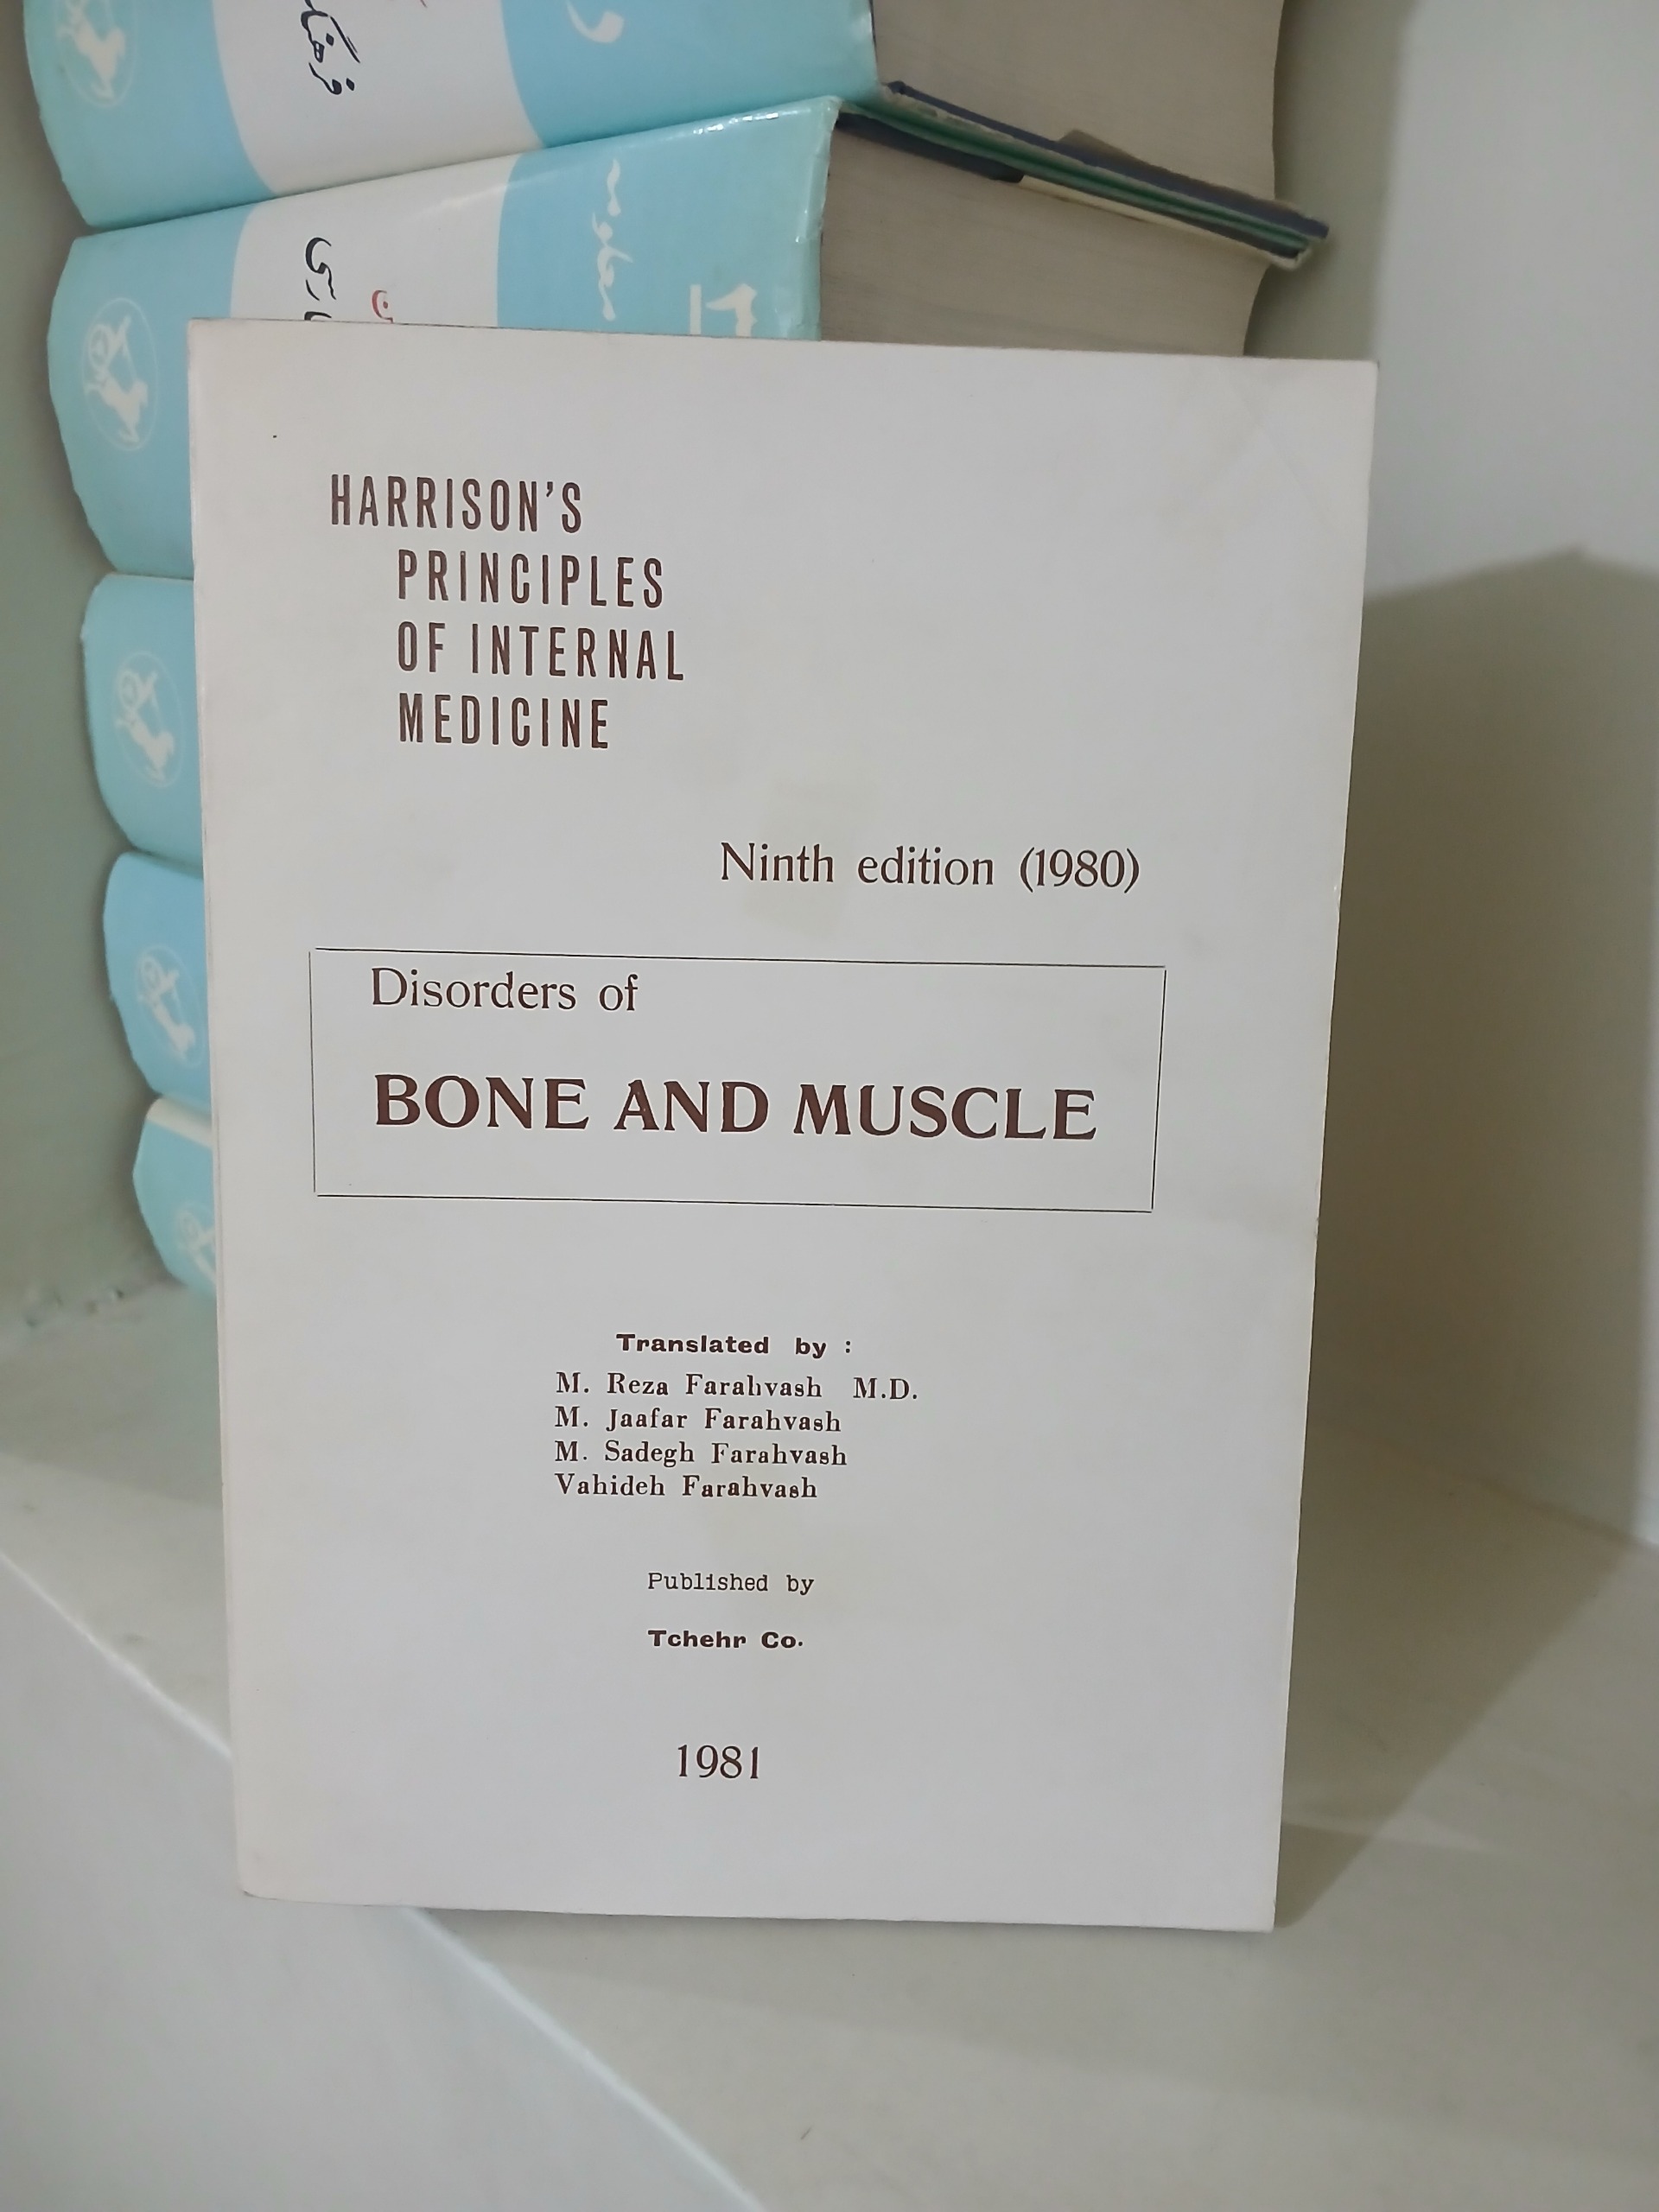 HARRISON'S
PRINCIPLES
OF INTERNAL
MEDICINE
Ninth edition (1980)
Disorders of
BONE AND MUSCLE
Translated by :
M. Reza Farahvash M.D.
M. Jaafar Farahvash
M. Sadegh Farahvash
Vahideh Farahvash
Published by
Tchehr Co.
1981